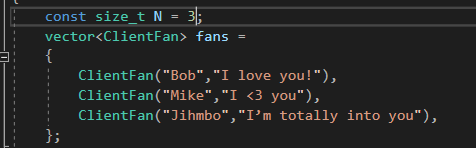 const size_t N = 3;
vector<ClientFan> fans =
{
ClientFan("Bob","I love you!"),
ClientFan("Mike","I <3 you"),
ClientFan("Jihmbo","I’m totally into you"),
};